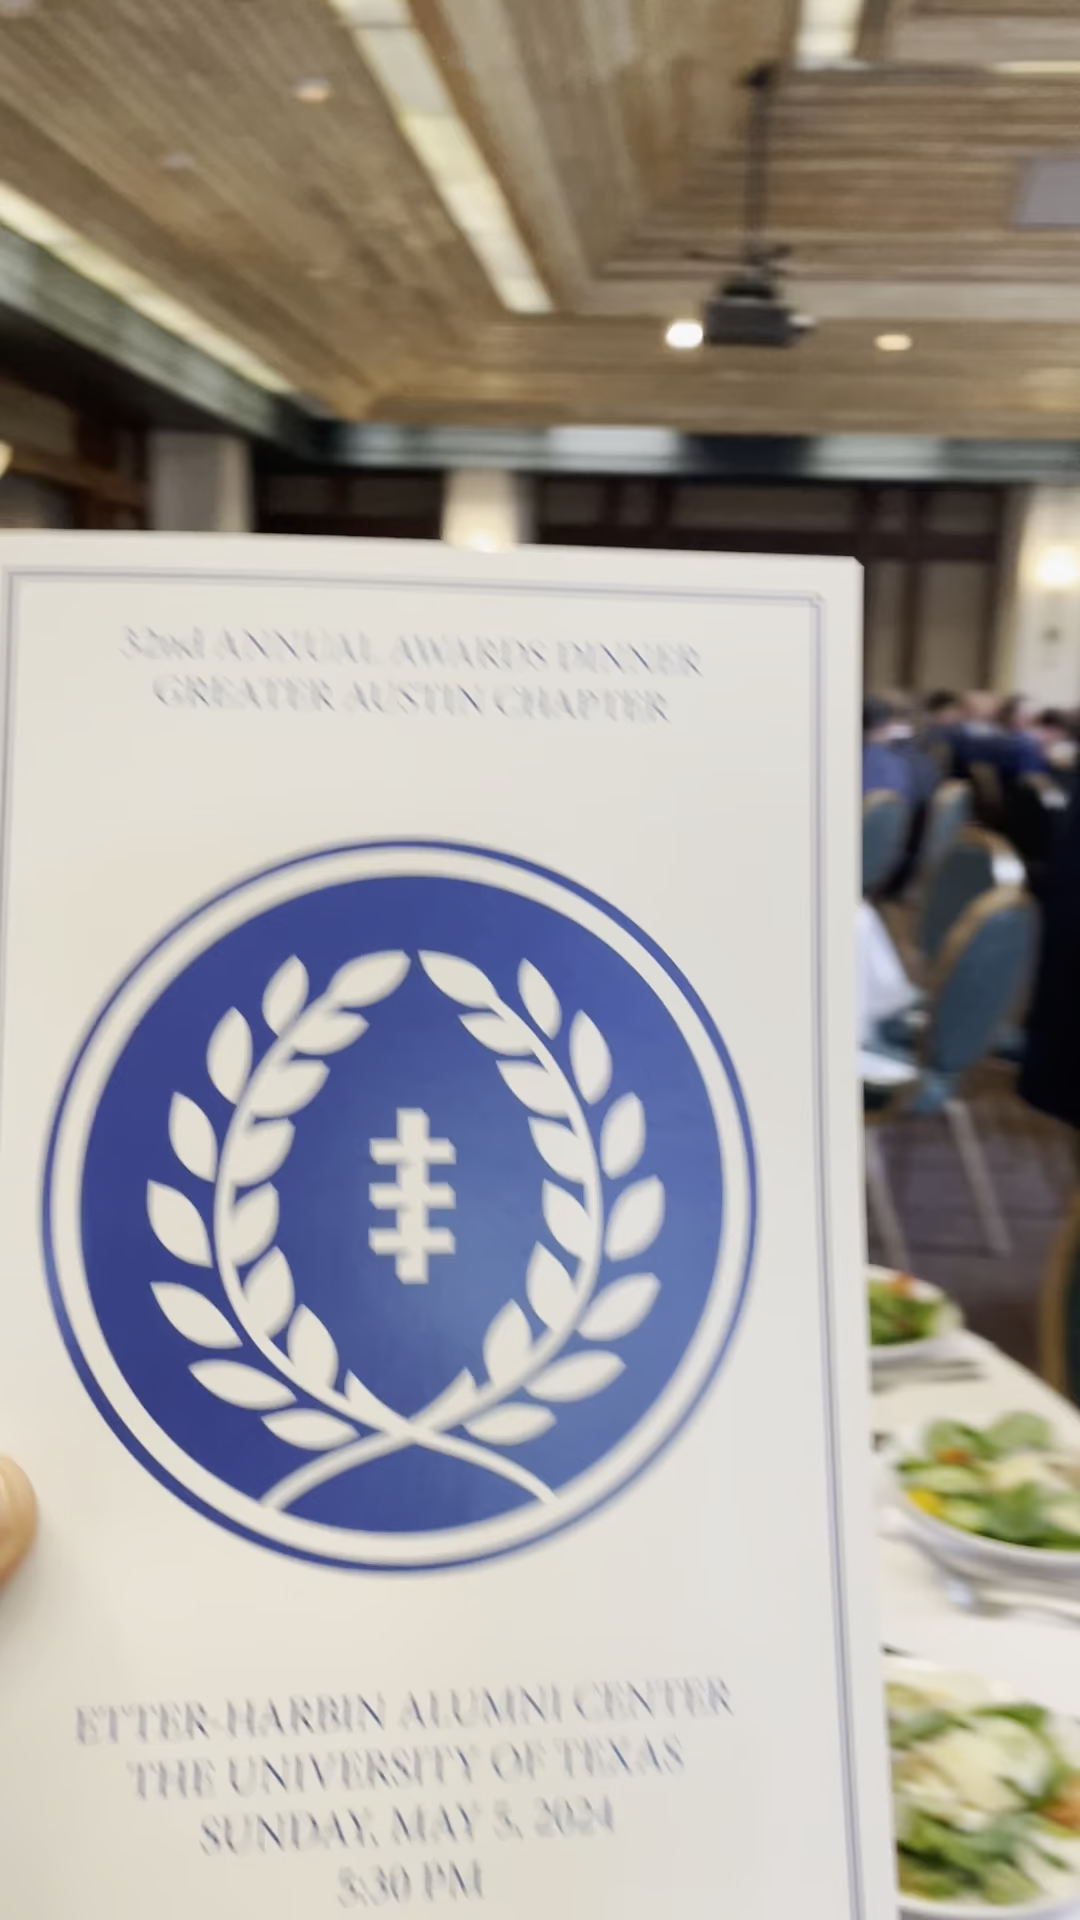 32nd ANNUAL AWARDS DINNER
GREATER AUSTIN CHAPTER
ETTER-HARBIN ALUMNI CENTER
THE UNIVERSITY OF TEXAS
SUNDAY, MAY 5, 2024
5:30 PM